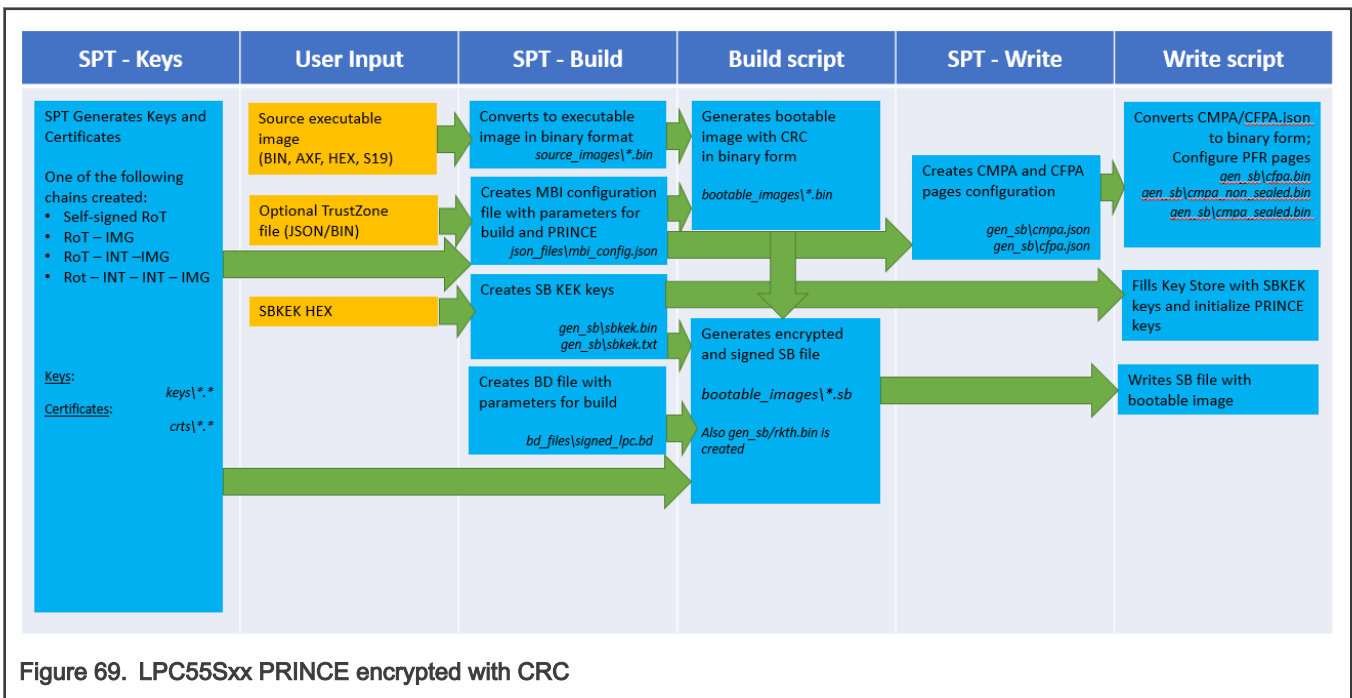 SPT - Keys
User Input
SPT - Build
Build script
SPT - Write
Write script
SPT Generates Keys and
Certificates
One of the following
chains created:
• Self-signed RoT
• RoT – IMG
• RoT – INT –IMG
• Rot – INT – INT – IMG
Keys:
keys\*.*
Certificates:
crts\*.*
Source executable
image
(BIN, AXF, HEX, S19)
Optional TrustZone
file (JSON/BIN)
SBKEK HEX
Converts to executable
image in binary format
source_images\*.bin
Creates MBI configuration
file with parameters for
build and PRINCE
json_files\mbi_config.json
Creates SB KEK keys
gen_sb\sbkek.bin
gen_sb\sbkek.txt
Creates BD file with
parameters for build
bd_files\signed_lpc.bd
Generates bootable
image with CRC
in binary form
bootable_images\*.bin
Generates encrypted
and signed SB file
bootable_images\*.sb
Also gen_sb/rkth.bin is
created
Creates CMPA and CFPA
pages configuration
gen_sb\cmpa.json
gen_sb\cfpa.json
Converts CMPA/CFPA.json
to binary form;
Configure PFR pages
gen_sb\cfpa.bin
gen_sb\cmpa_non_sealed.bin
gen_sb\cmpa_sealed.bin
Fills Key Store with SBKEK
keys and initialize PRINCE
keys
Writes SB file with
bootable image
Figure 69. LPC55Sxx PRINCE encrypted with CRC